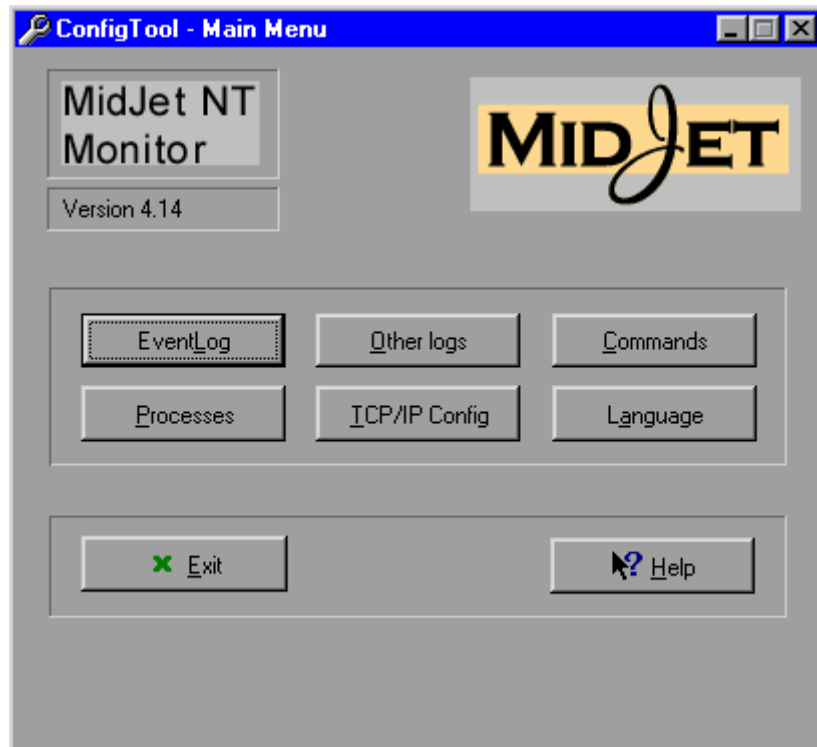 ConfigTool - Main Menu
MidJet NT
Monitor
MIDJET
Version 4.14
EventLog
Other logs
Commands
Processes
TCP/IP Config
Language
Exit
Help